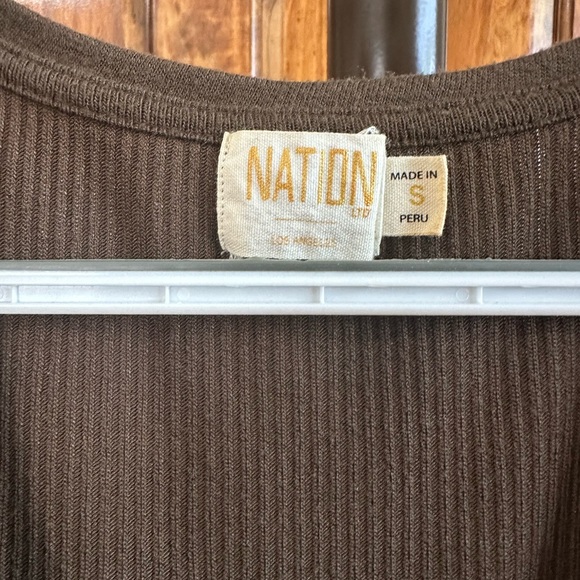 NATION
LTD
LOS ANGELES
MADE IN
S
PERU